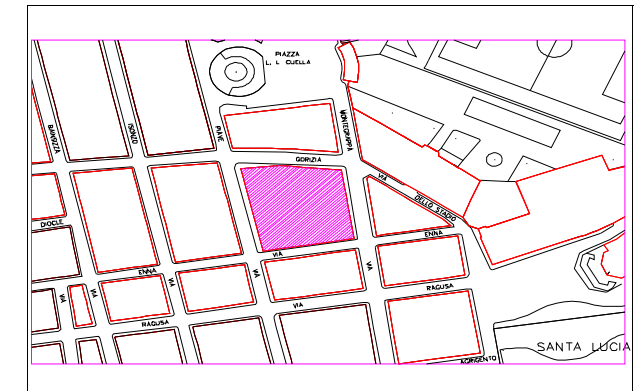 PIAZZA
L. L CUELLA
BAINSIZZA
ISONZO
PIAVE
MONTEGRAPPA
GORIZIA
VIA
DELLO STADIO
DIOCLE
ENNA
VIA
ENNA
VIA
VIA
VIA
VIA
VIA
VIA
RAGUSA
RAGUSA
SANTA LUCIA
AGRIGENTO